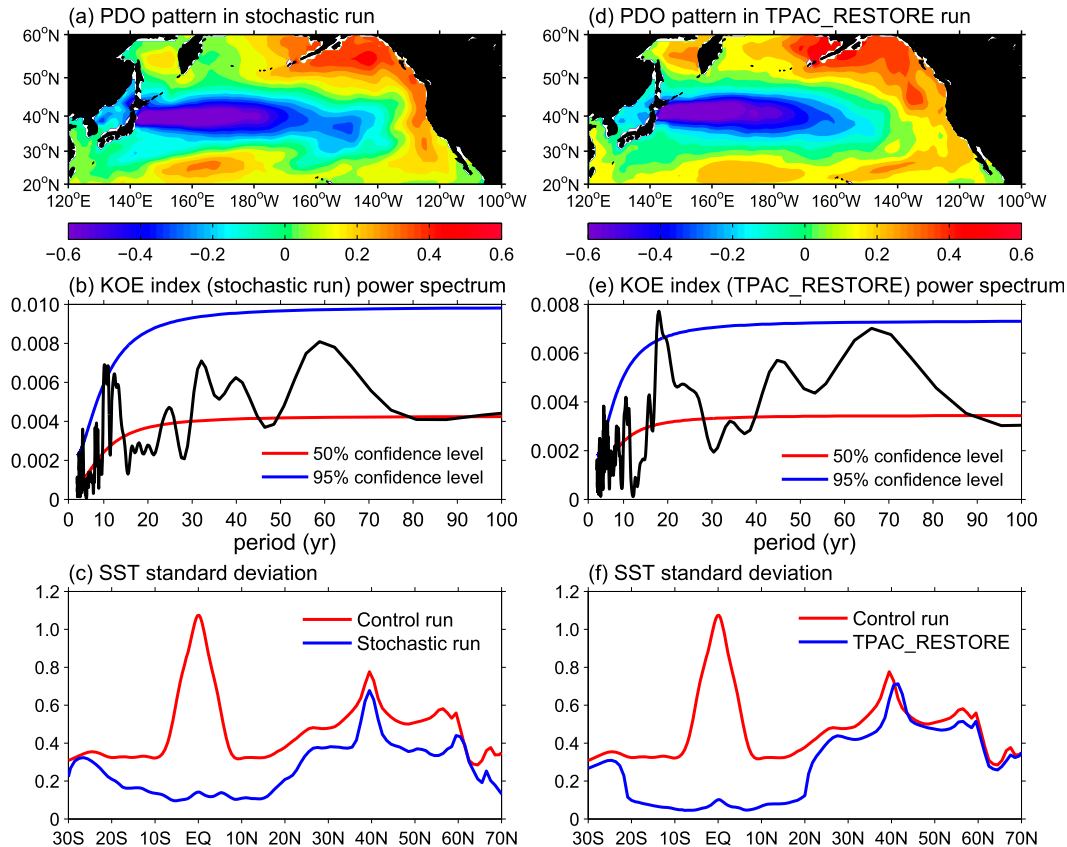 (a) PDO pattern in stochastic run
60°N
50°N
40°N
30°N
20°N
120°E 140°E 160°E 180°W 160°W 140°W 120°W 100°W
−0.6 −0.4 −0.2 0 0.2 0.4 0.6
(b) KOE index (stochastic run) power spectrum
0.010
0.008
0.006
0.004
0.002
0
50% confidence level
95% confidence level
0 10 20 30 40 50 60 70 80 90 100
period (yr)
(c) SST standard deviation
1.2
1.0
0.8
0.6
0.4
0.2
0
Control run
Stochastic run
30S 20S 10S EQ 10N 20N 30N 40N 50N 60N 70N
(d) PDO pattern in TPAC_RESTORE run
60°N
50°N
40°N
30°N
20°N
120°E 140°E 160°E 180°W 160°W 140°W 120°W 100°W
−0.6 −0.4 −0.2 0 0.2 0.4 0.6
(e) KOE index (TPAC_RESTORE) power spectrum
0.008
0.006
0.004
0.002
0
50% confidence level
95% confidence level
0 10 20 30 40 50 60 70 80 90 100
period (yr)
(f) SST standard deviation
1.2
1.0
0.8
0.6
0.4
0.2
0
Control run
TPAC_RESTORE
30S 20S 10S EQ 10N 20N 30N 40N 50N 60N 70N